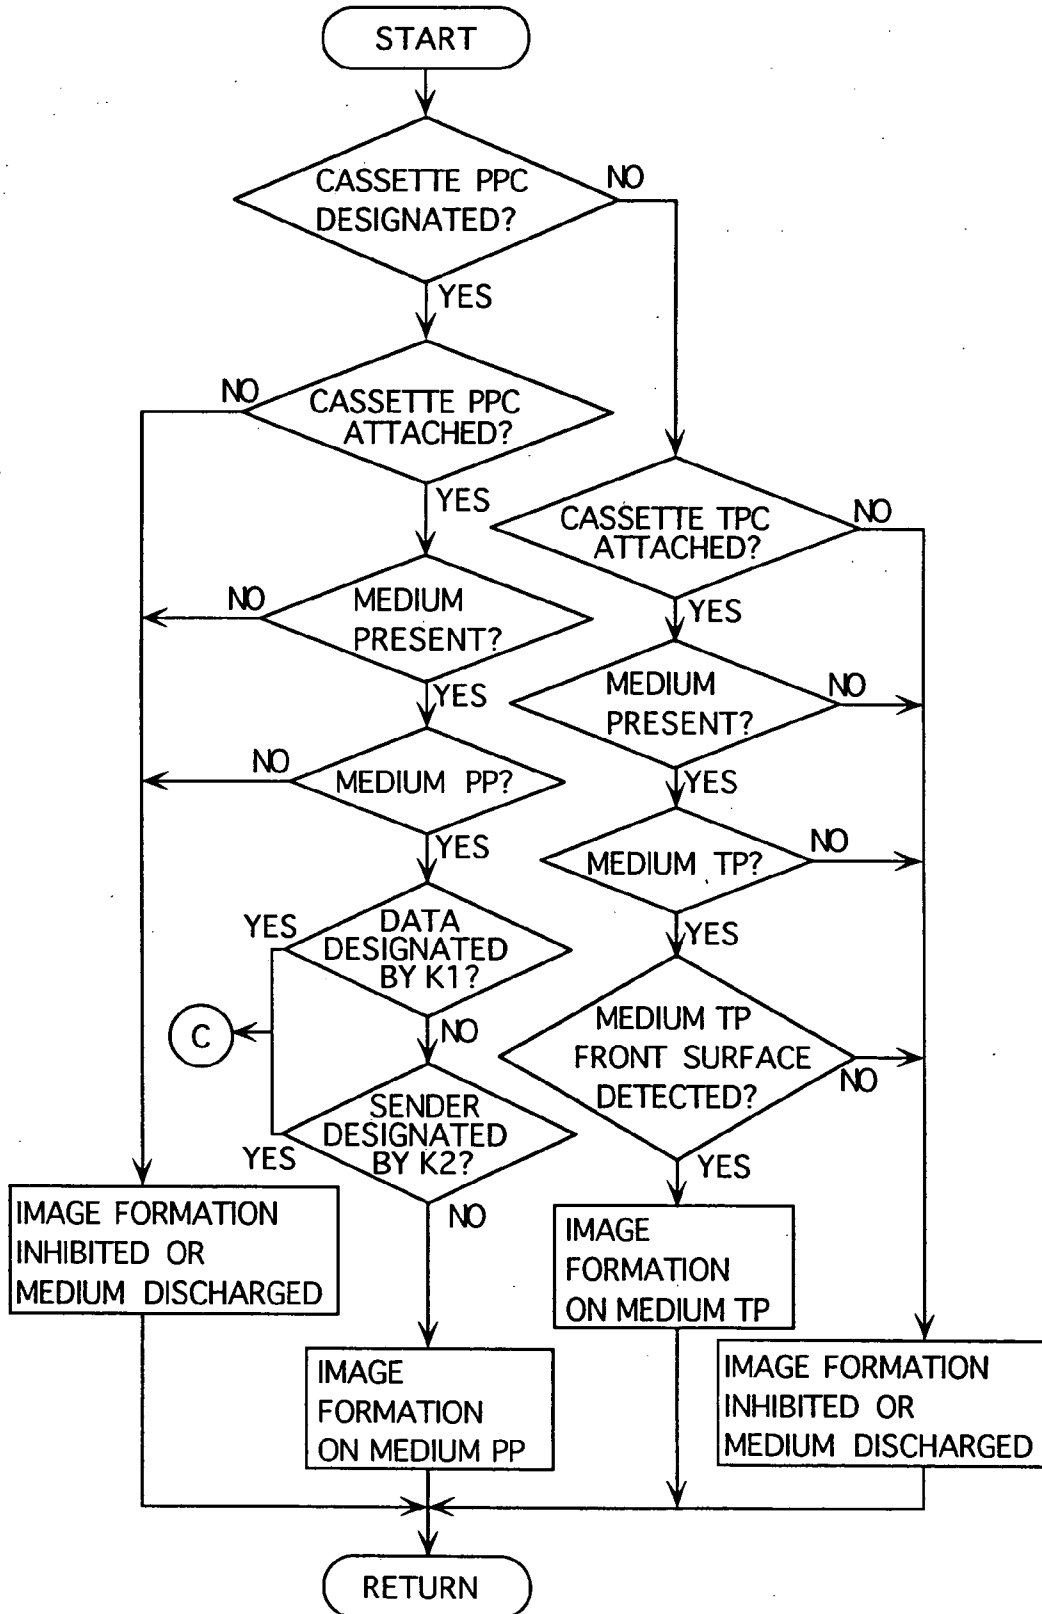 START
CASSETTE PPC
DESIGNATED?
NO
YES
NO
CASSETTE PPC
ATTACHED?
YES
CASSETTE TPC
ATTACHED?
NO
NO
MEDIUM
PRESENT?
YES
YES
MEDIUM
PRESENT?
NO
NO
MEDIUM PP?
YES
YES
MEDIUM TP?
NO
YES
DATA
DESIGNATED
BY K1?
YES
C
NO
MEDIUM TP
FRONT SURFACE
DETECTED?
NO
SENDER
DESIGNATED
BY K2?
YES
YES
NO
IMAGE FORMATION
INHIBITED OR
MEDIUM DISCHARGED
IMAGE
FORMATION
ON MEDIUM TP
IMAGE
FORMATION
ON MEDIUM PP
IMAGE FORMATION
INHIBITED OR
MEDIUM DISCHARGED
RETURN